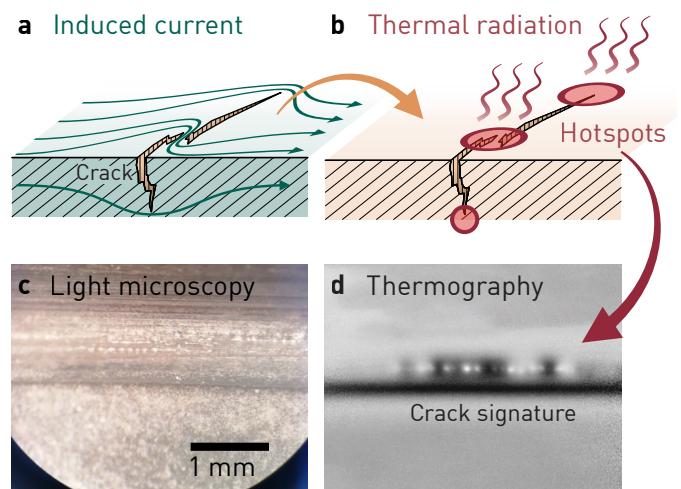 a Induced current
b Thermal radiation
Hotspots
Crack
c Light microscopy
d Thermography
Crack signature
1 mm